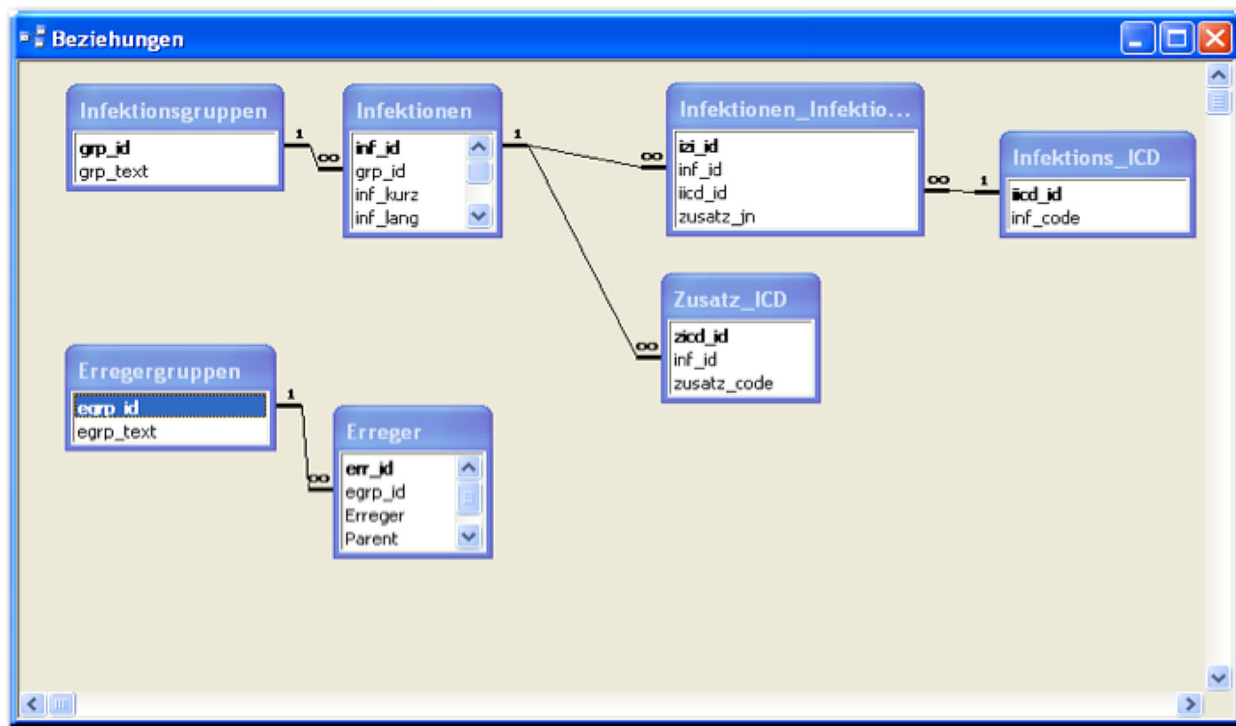 Beziehungen
Infektionsgruppen
grp_id
grp_text
1
∞
Infektionen
inf_id
grp_id
inf_kurz
inf_lang
1
∞
Infektionen_Infektio...
izi_id
inf_id
iicd_id
zusatz_jn
∞
1
Infektions_ICD
iicd_id
inf_code
∞
Zusatz_ICD
zicd_id
inf_id
zusatz_code
Erregergruppen
egrp_id
egrp_text
1
∞
Erreger
err_id
egrp_id
Erreger
Parent